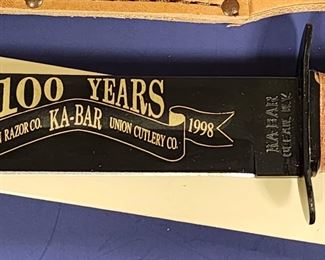 100 YEARS
N RAZOR CO. KA-BAR UNION CUTLERY CO. 1998
KA-BAR
OLEAN, N.Y.